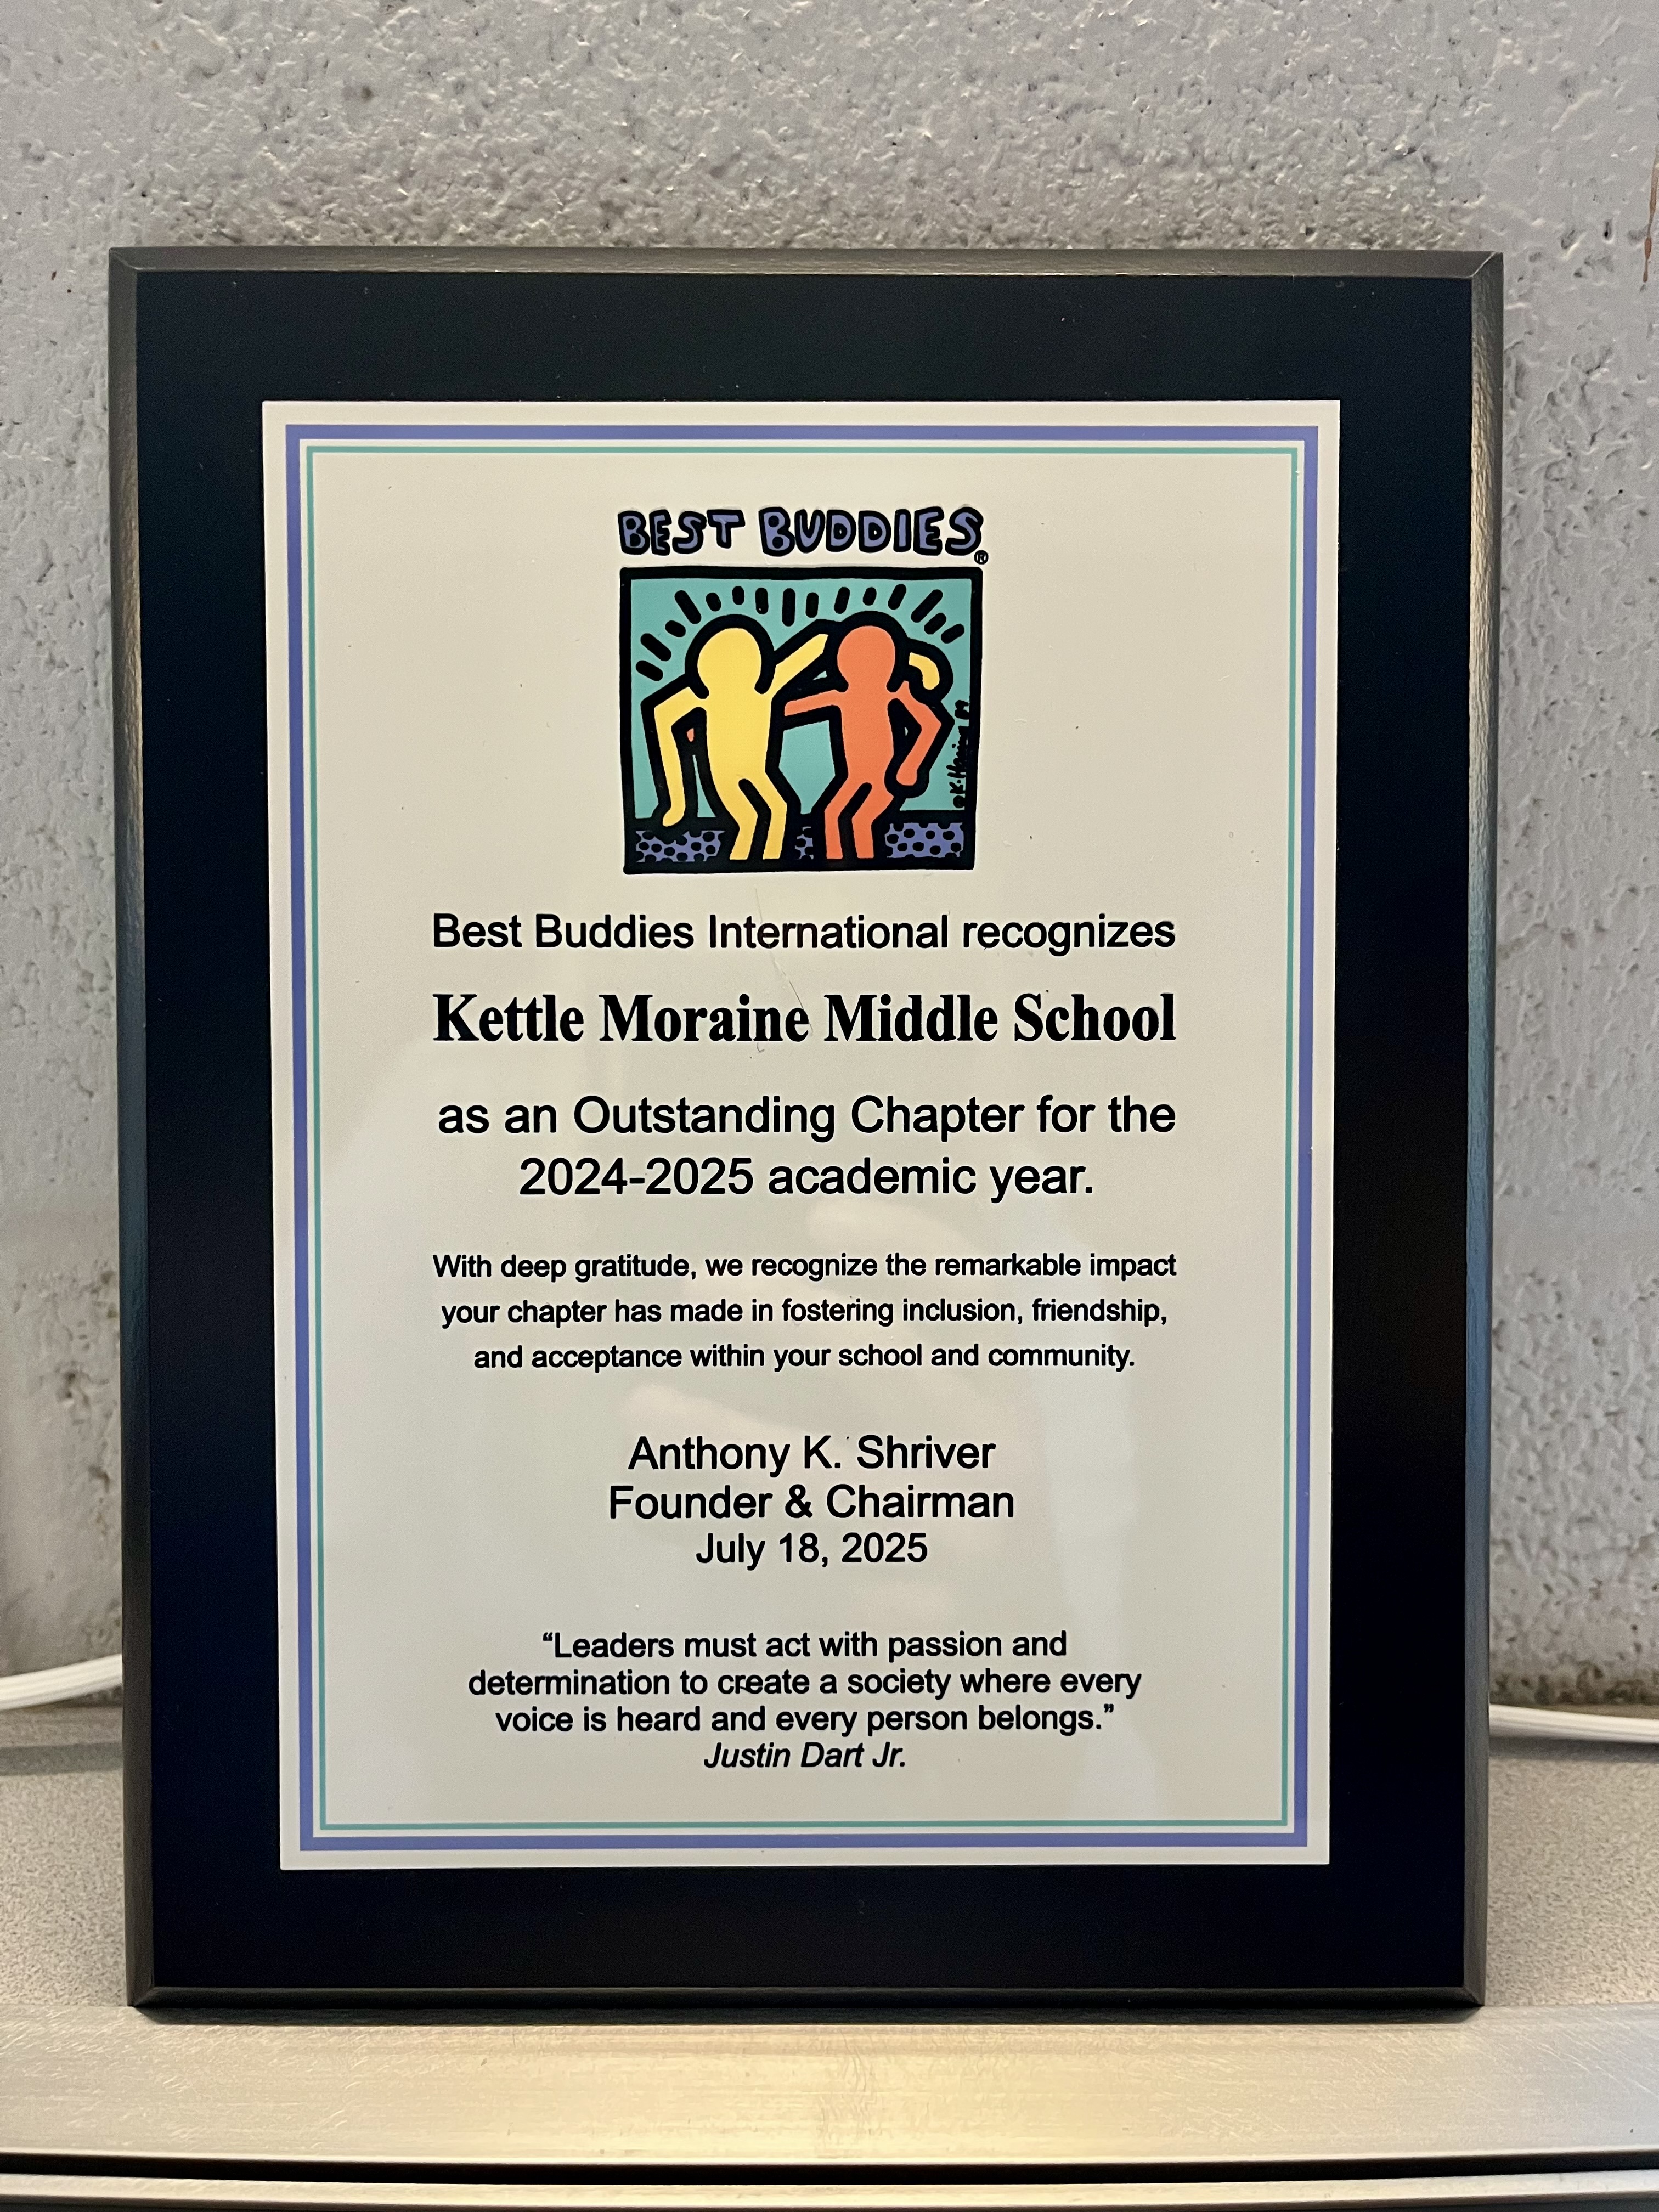 BEST BUDDIES®
© K. Haring 89
Best Buddies International recognizes
Kettle Moraine Middle School
as an Outstanding Chapter for the
2024-2025 academic year.
With deep gratitude, we recognize the remarkable impact
your chapter has made in fostering inclusion, friendship,
and acceptance within your school and community.
Anthony K. Shriver
Founder & Chairman
July 18, 2025
“Leaders must act with passion and
determination to create a society where every
voice is heard and every person belongs.”
Justin Dart Jr.